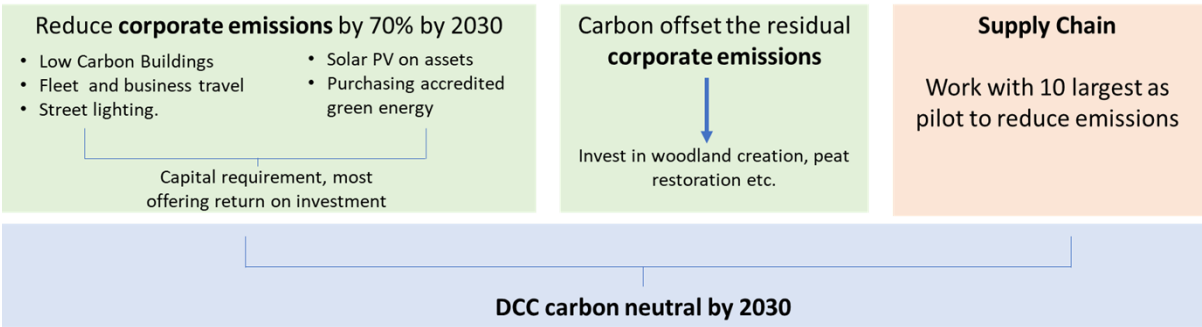 Reduce corporate emissions by 70% by 2030
• Low Carbon Buildings
• Fleet and business travel
• Street lighting.
• Solar PV on assets
• Purchasing accredited
green energy
Capital requirement, most
offering return on investment
Carbon offset the residual
corporate emissions
Invest in woodland creation, peat
restoration etc.
Supply Chain
Work with 10 largest as
pilot to reduce emissions
DCC carbon neutral by 2030